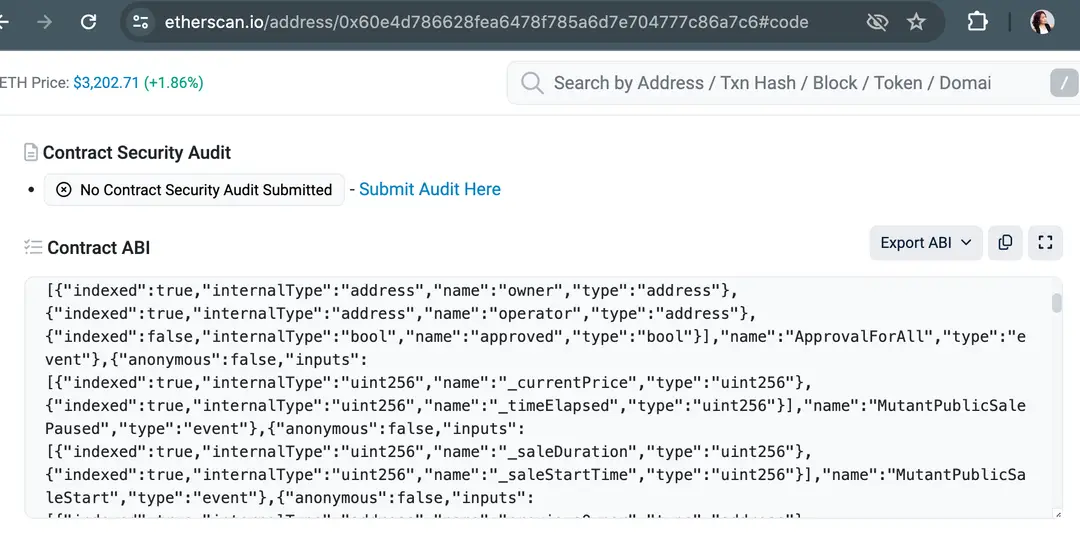 etherscan.io/address/0x60e4d786628fea6478f785a6d7e704777c86a7c6#code
ETH Price: $3,202.71 (+1.86%)
Search by Address / Txn Hash / Block / Token / Domai
/
Contract Security Audit
• No Contract Security Audit Submitted - Submit Audit Here
Contract ABI
Export ABI
[{"indexed":true,"internalType":"address","name":"owner","type":"address"},
{"indexed":true,"internalType":"address","name":"operator","type":"address"},
{"indexed":false,"internalType":"bool","name":"approved","type":"bool"}],"name":"ApprovalForAll","type":"e
vent"},{"anonymous":false,"inputs":
[{"indexed":true,"internalType":"uint256","name":"_currentPrice","type":"uint256"},
{"indexed":true,"internalType":"uint256","name":"_timeElapsed","type":"uint256"}],"name":"MutantPublicSale
Paused","type":"event"},{"anonymous":false,"inputs":
[{"indexed":true,"internalType":"uint256","name":"_saleDuration","type":"uint256"},
{"indexed":true,"internalType":"uint256","name":"_saleStartTime","type":"uint256"}],"name":"MutantPublicSa
leStart","type":"event"},{"anonymous":false,"inputs":